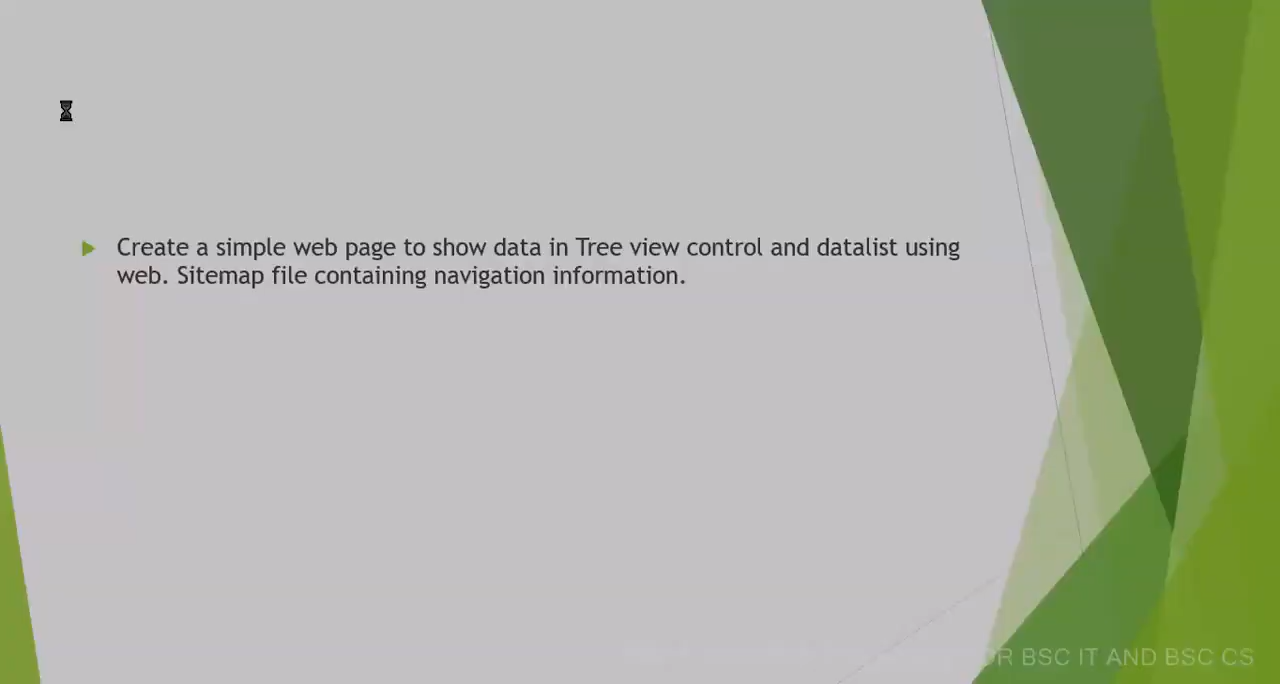 Create a simple web page to show data in Tree view control and datalist using
web. Sitemap file containing navigation information.
BSC IT AND BSC CS